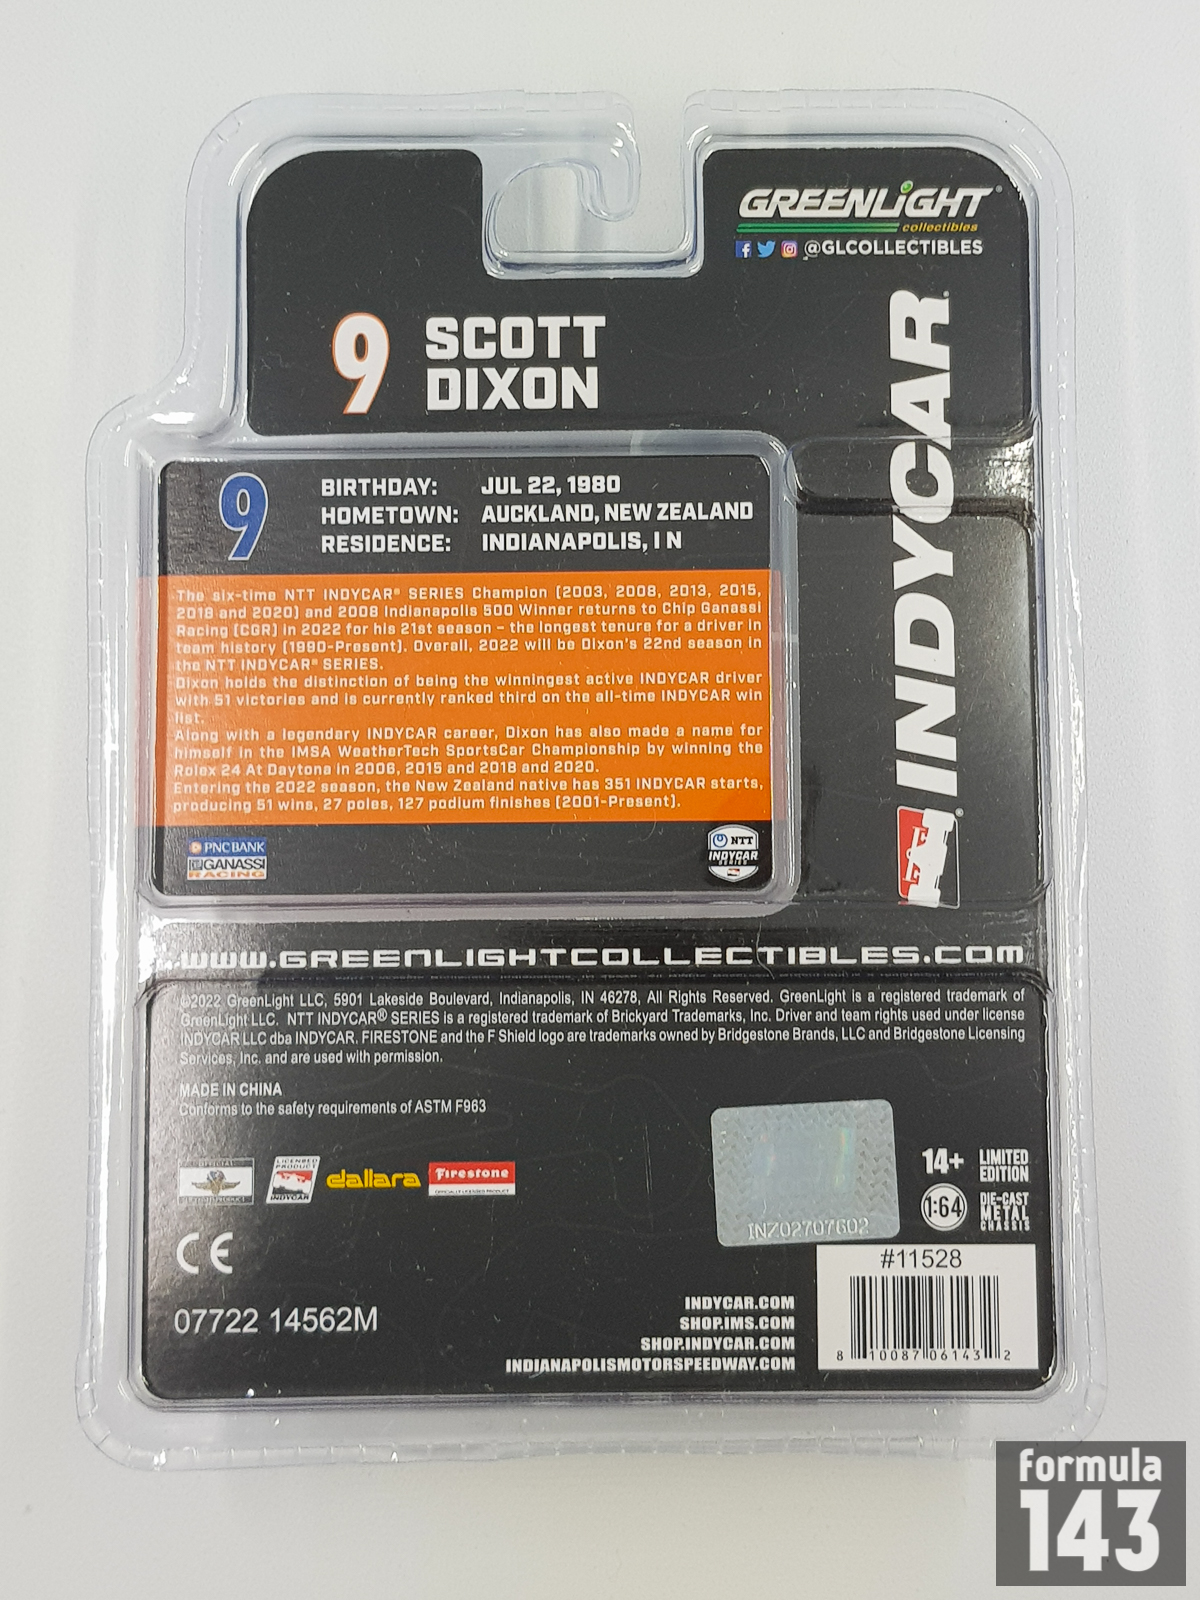 GREENLiGHT®
collectibles
@GLCOLLECTIBLES
9 SCOTT
DIXON
INDYCAR®
9
BIRTHDAY: JUL 22, 1980
HOMETOWN: AUCKLAND, NEW ZEALAND
RESIDENCE: INDIANAPOLIS, I N
The six-time NTT INDYCAR® SERIES Champion (2003, 2008, 2013, 2015,
2018 and 2020) and 2008 Indianapolis 500 Winner returns to Chip Ganassi
Racing (CGR) in 2022 for his 21st season – the longest tenure for a driver in
team history (1990-Present). Overall, 2022 will be Dixon's 22nd season in
the NTT INDYCAR® SERIES.
Dixon holds the distinction of being the winningest active INDYCAR driver
with 51 victories and is currently ranked third on the all-time INDYCAR win
list.
Along with a legendary INDYCAR career, Dixon has also made a name for
himself in the IMSA WeatherTech SportsCar Championship by winning the
Rolex 24 At Daytona in 2006, 2015 and 2018 and 2020.
Entering the 2022 season, the New Zealand native has 351 INDYCAR starts,
producing 51 wins, 27 poles, 127 podium finishes (2001-Present).
PNC BANK
GANASSI
RACING
NTT
INDYCAR
SERIES
www.GREENLIGHTCOLLECTIBLES.COM
©2022 GreenLight LLC, 5901 Lakeside Boulevard, Indianapolis, IN 46278, All Rights Reserved. GreenLight is a registered trademark of
GreenLight LLC. NTT INDYCAR® SERIES is a registered trademark of Brickyard Trademarks, Inc. Driver and team rights used under license
INDYCAR LLC dba INDYCAR. FIRESTONE and the F Shield logo are trademarks owned by Bridgestone Brands, LLC and Bridgestone Licensing
Services, Inc. and are used with permission.
MADE IN CHINA
Conforms to the safety requirements of ASTM F963
LICENSED
PRODUCT
INDYCAR
dallara
Firestone
OFFICIALLY LICENSED PRODUCT
INZ02707602
14+ LIMITED
EDITION
1:64 DIE-CAST
METAL
CHASSIS
CE
07722 14562M
#11528
8 10087 06143 2
INDYCAR.COM
SHOP.IMS.COM
SHOP.INDYCAR.COM
INDIANAPOLISMOTORSPEEDWAY.COM
formula
143